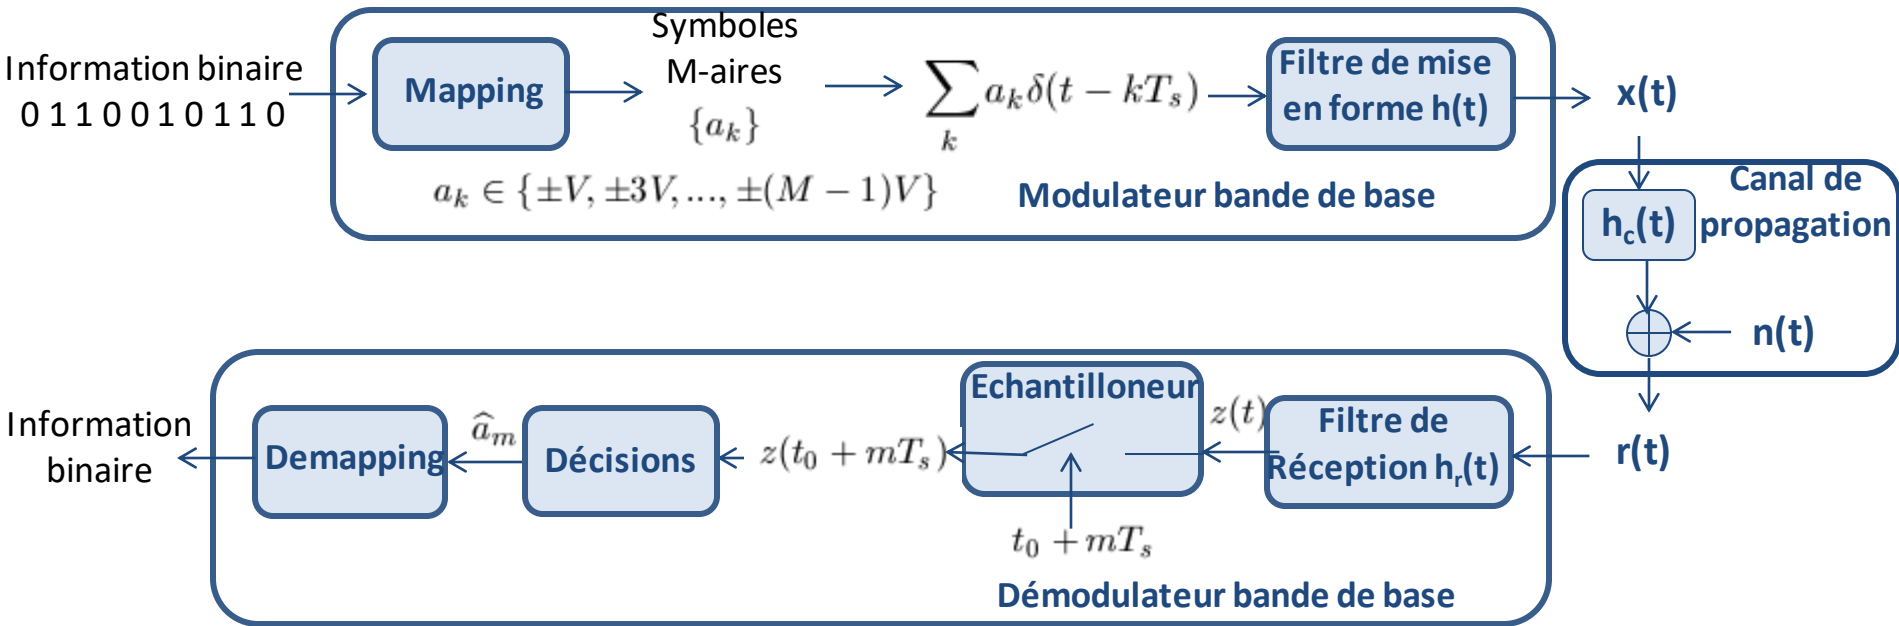 Information binaire
0 1 1 0 0 1 0 1 1 0
Mapping
Symboles
M-aires
{a_k}
∑_k a_k δ(t − kT_s)
Filtre de mise
en forme h(t)
x(t)
a_k ∈ {±V, ±3V, ..., ±(M − 1)V}
Modulateur bande de base
Canal de
propagation
h_c(t)
n(t)
r(t)
Filtre de
Réception h_r(t)
z(t)
Echantilloneur
t_0 + mT_s
z(t_0 + mT_s)
Décisions
â_m
Demapping
Information
binaire
Démodulateur bande de base